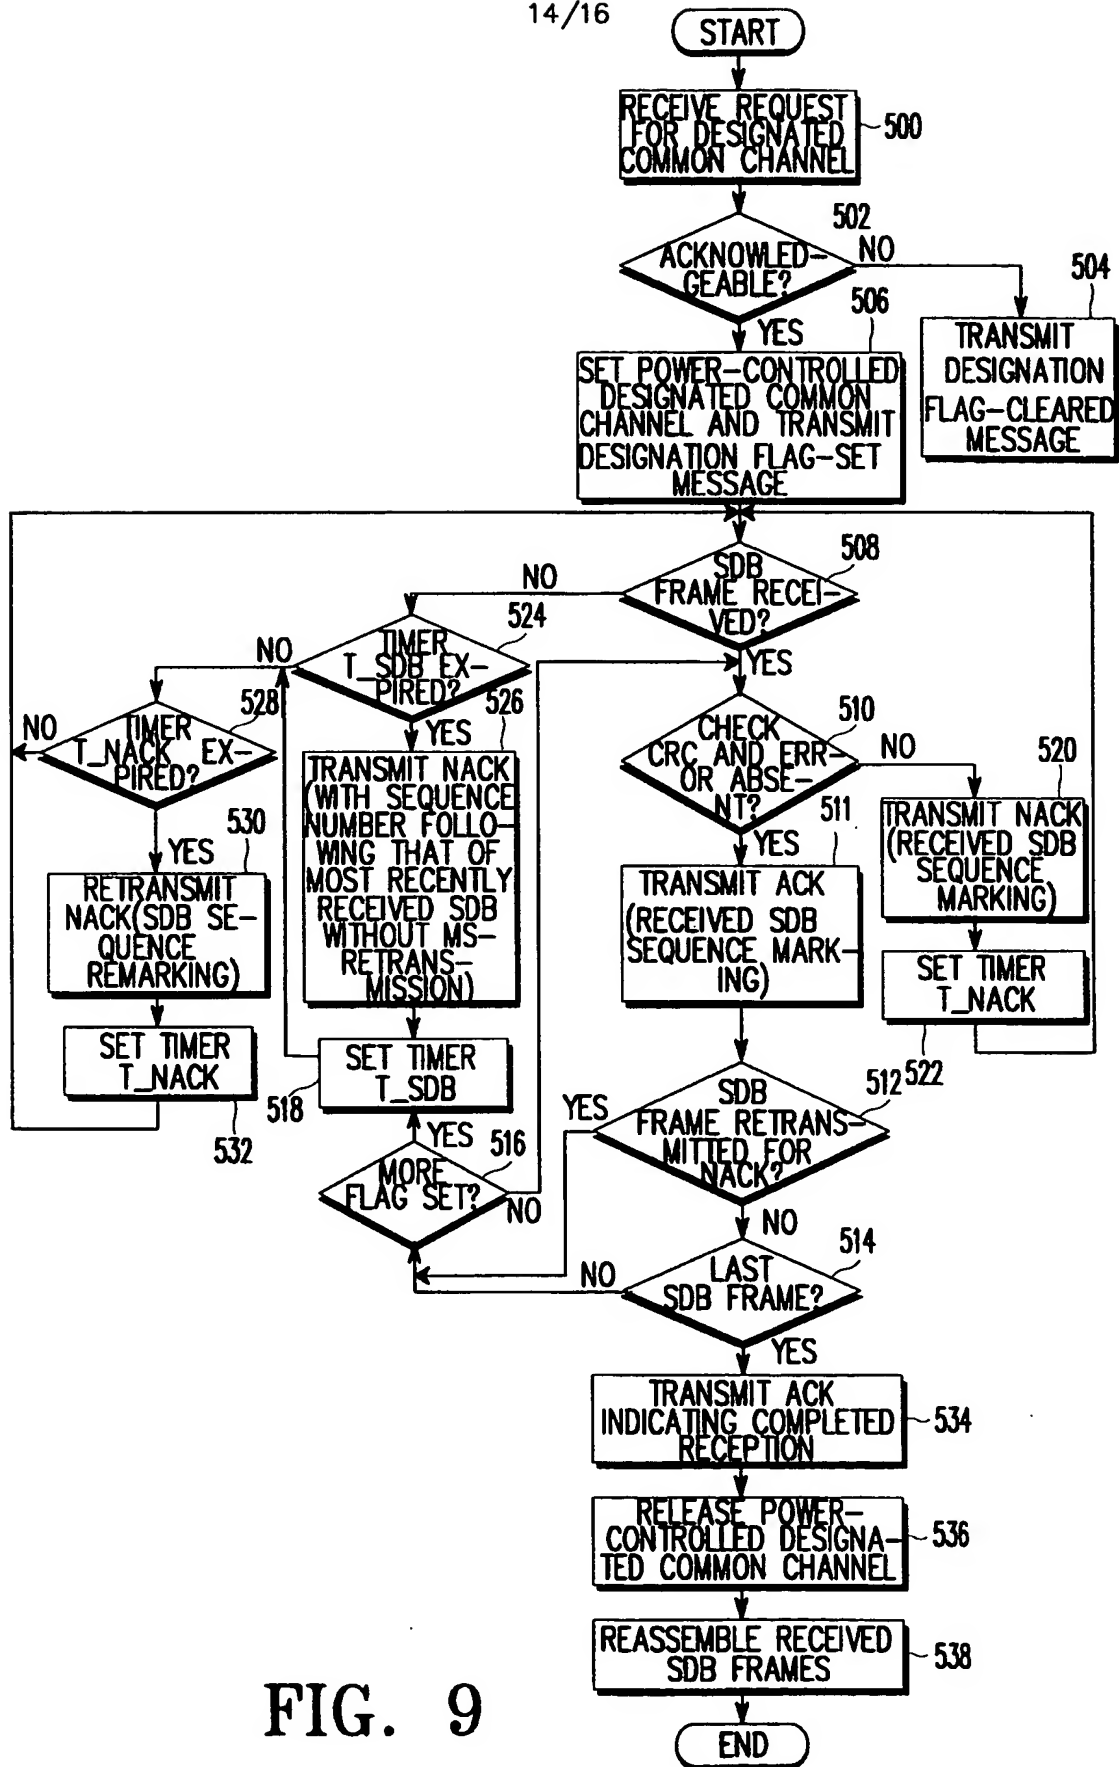 14/16
START
RECEIVE REQUEST
FOR DESIGNATED
COMMON CHANNEL
500
502
ACKNOWLED-
GEABLE?
NO
YES
504
TRANSMIT
DESIGNATION
FLAG-CLEARED
MESSAGE
506
SET POWER-CONTROLLED
DESIGNATED COMMON
CHANNEL AND TRANSMIT
DESIGNATION FLAG-SET
MESSAGE
508
SDB
FRAME RECEI-
VED?
NO
YES
524
TIMER
T_SDB EX-
PIRED?
NO
YES
528
TIMER
T_NACK EX-
PIRED?
NO
YES
526
TRANSMIT NACK
(WITH SEQUENCE
NUMBER FOLLO-
WING THAT OF
MOST RECENTLY
RECEIVED SDB
WITHOUT MS-
RETRANS-
MISSION)
510
CHECK
CRC AND ERR-
OR ABSE-
NT?
NO
YES
520
TRANSMIT NACK
(RECEIVED SDB
SEQUENCE
MARKING)
511
TRANSMIT ACK
(RECEIVED SDB
SEQUENCE MARK-
ING)
530
RETRANSMIT
NACK(SDB SE-
QUENCE
REMARKING)
SET TIMER
T_NACK
522
SET TIMER
T_NACK
532
SET TIMER
T_SDB
518
512
SDB
FRAME RETRANS-
MITTED FOR
NACK?
YES
NO
516
MORE
FLAG SET?
YES
NO
514
LAST
SDB FRAME?
NO
YES
TRANSMIT ACK
INDICATING COMPLETED
RECEPTION
534
RELEASE POWER-
CONTROLLED DESIGNA-
TED COMMON CHANNEL
536
REASSEMBLE RECEIVED
SDB FRAMES
538
END
FIG. 9